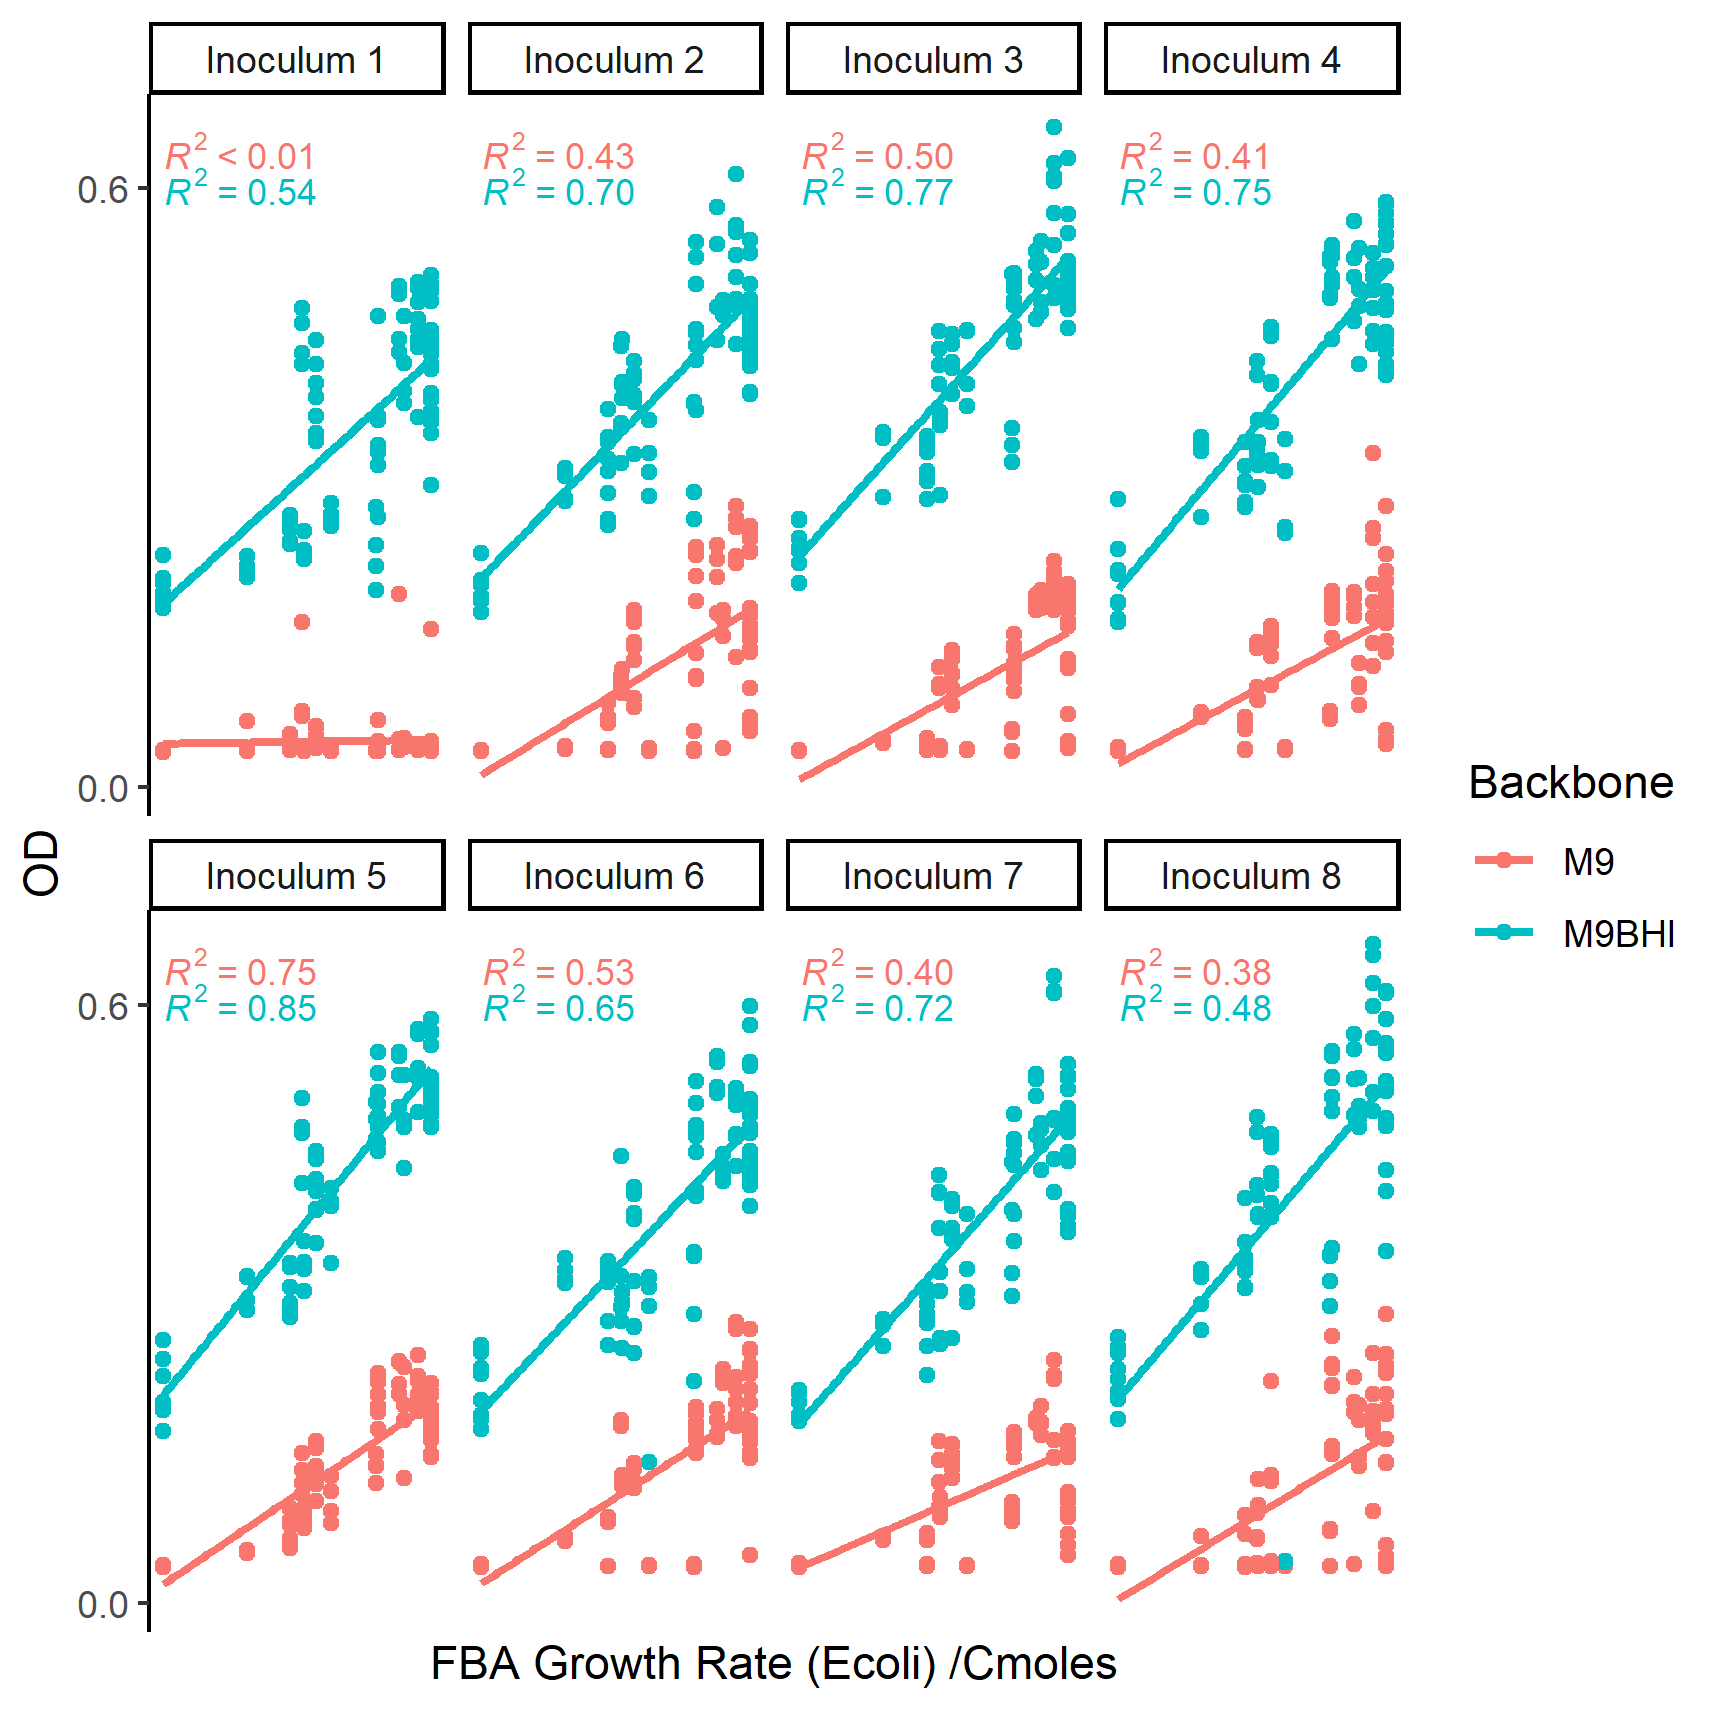 Inoculum 1
Inoculum 2
Inoculum 3
Inoculum 4
R² < 0.01
R² = 0.54
R² = 0.43
R² = 0.70
R² = 0.50
R² = 0.77
R² = 0.41
R² = 0.75
0.6
0.0
OD
Inoculum 5
Inoculum 6
Inoculum 7
Inoculum 8
R² = 0.75
R² = 0.85
R² = 0.53
R² = 0.65
R² = 0.40
R² = 0.72
R² = 0.38
R² = 0.48
0.6
0.0
FBA Growth Rate (Ecoli) /Cmoles
Backbone
M9
M9BHI